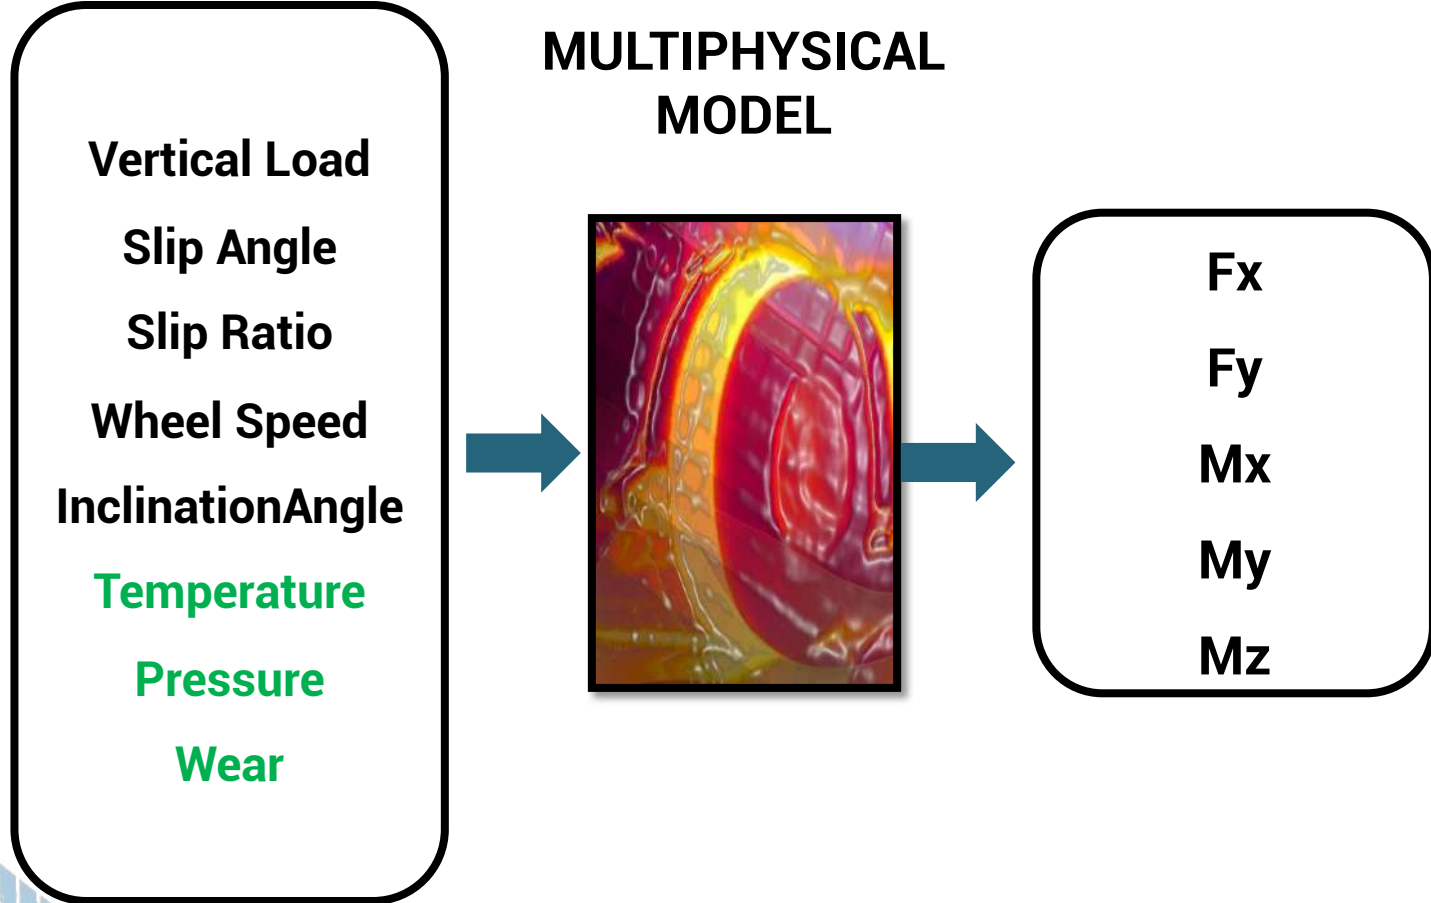 MULTIPHYSICAL
MODEL
Vertical Load
Slip Angle
Slip Ratio
Wheel Speed
InclinationAngle
Temperature
Pressure
Wear
Fx
Fy
Mx
My
Mz